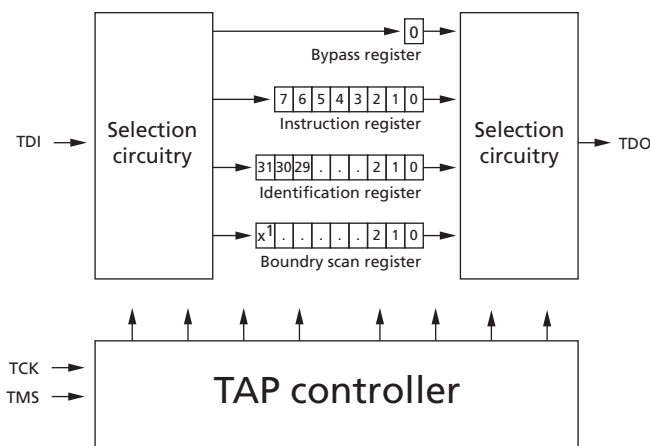 0
Bypass register
7 6 5 4 3 2 1 0
Instruction register
Selection
circuitry
Selection
circuitry
TDI
TDO
31 30 29 . . . 2 1 0
Identification register
x1 . . . . . 2 1 0
Boundry scan register
TCK
TMS
TAP controller